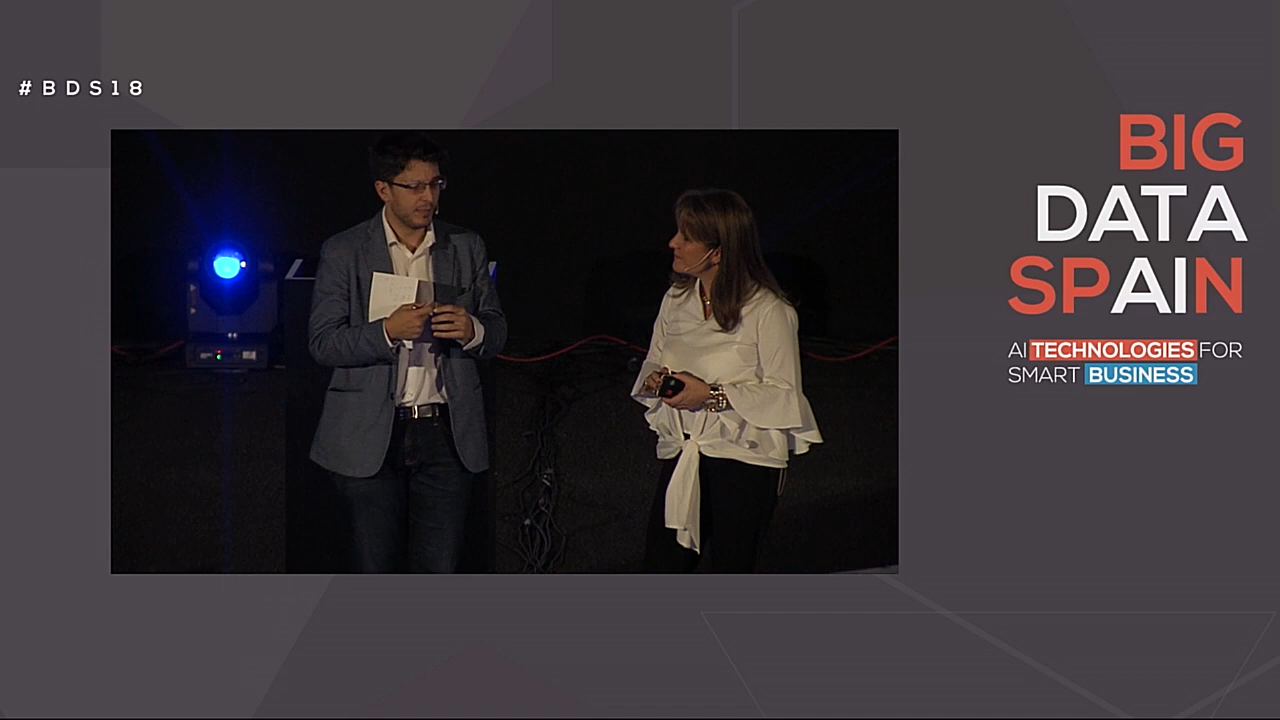 #BDS18
BIG
DATA
SPAIN
AI TECHNOLOGIES FOR
SMART BUSINESS